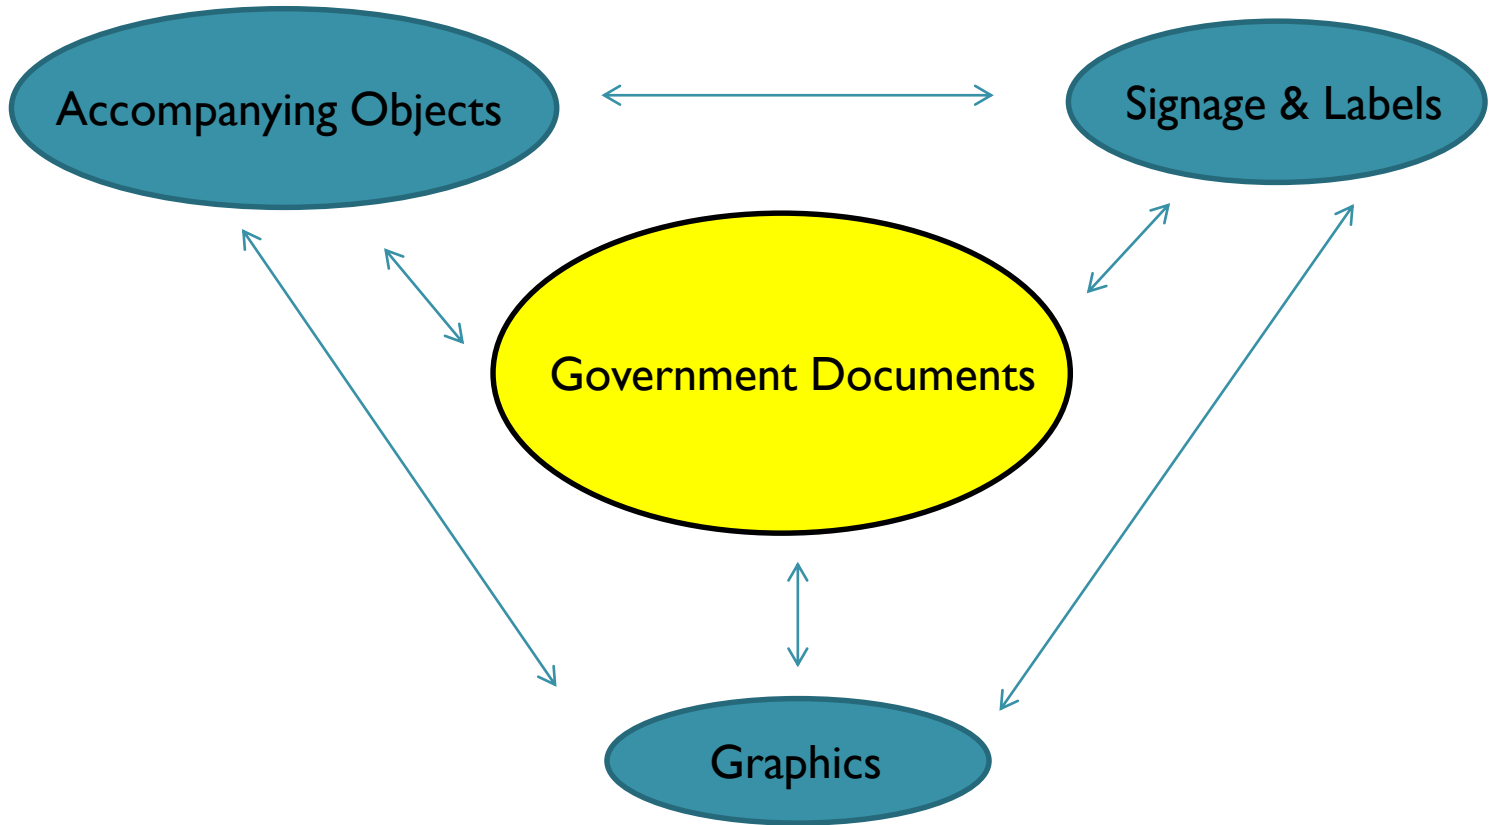 Accompanying Objects
Signage & Labels
Government Documents
Graphics